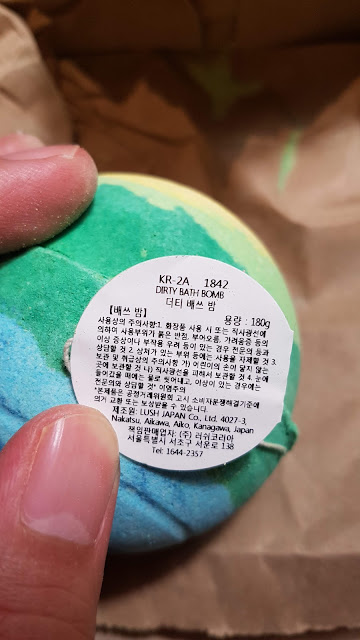 KR-2A 1842
DIRTY BATH BOMB
더티 배쓰 밤
【배쓰 밤】 용량 : 180g
사용상의 주의사항:1. 화장품 사용 시 또는 직사광선에
의하여 사용부위가 붉은 반점, 부어오름, 가려움증 등의
이상 증상이나 부작용 우려 등이 있는 경우 전문의 등과
상담할 것 2. 상처가 있는 부위 등에는 사용을 자제할 것 3.
보관 및 취급상의 주의사항 가) 어린이의 손이 닿지 않는
곳에 보관할 것 나) 직사광선을 피해서 보관할 것 4. 눈에
들어갔을 때에는 물로 씻어내고, 이상이 있는 경우에는
전문의와 상담할 것* 이영주의
*본제품은 공정거래위원회 고시 소비자분쟁해결기준에
의거 교환 또는 보상받을 수 있습니다.
제조원: LUSH JAPAN Co., Ltd. 4027-3,
Nakatsu, Aikawa, Aiko, Kanagawa, Japan
책임판매업자: (주) 러쉬코리아
서울특별시 서초구 서운로 138
Tel: 1644-2357